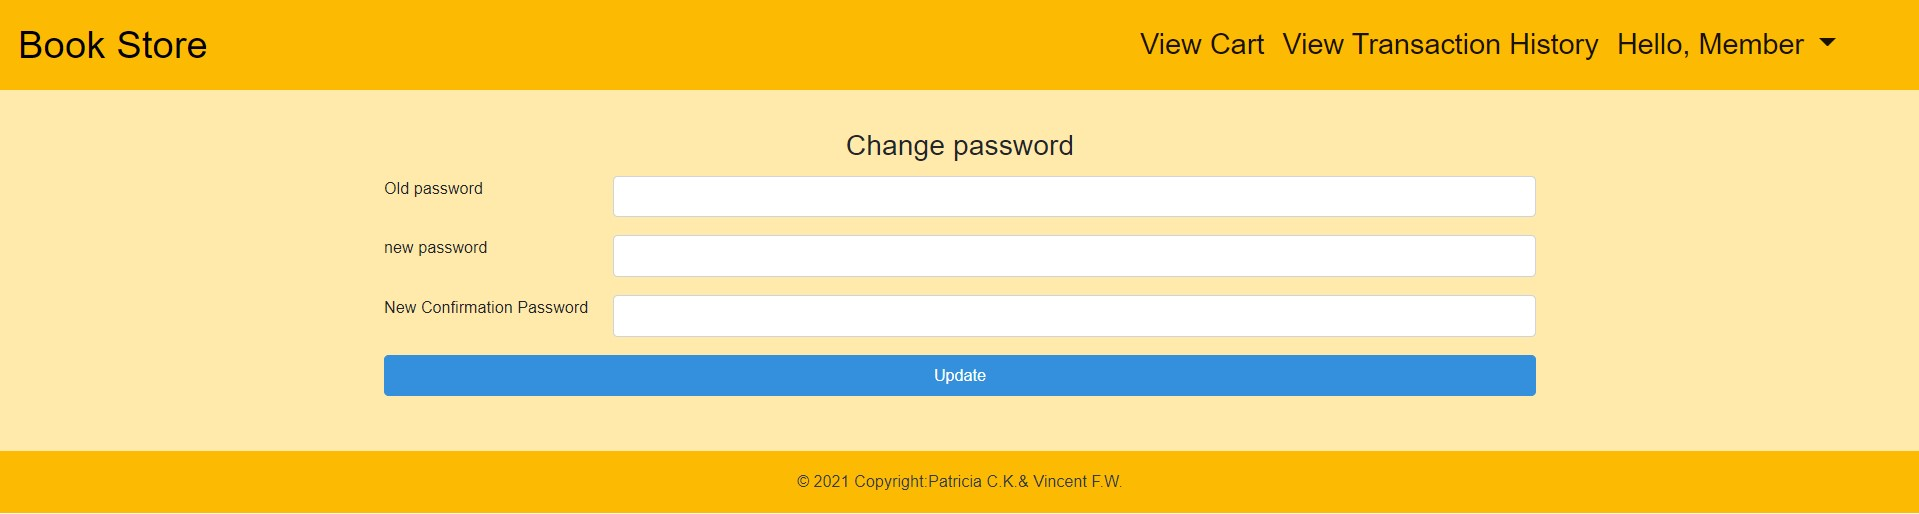 Book Store
View Cart View Transaction History Hello, Member
Change password
Old password
new password
New Confirmation Password
Update
© 2021 Copyright:Patricia C.K.& Vincent F.W.